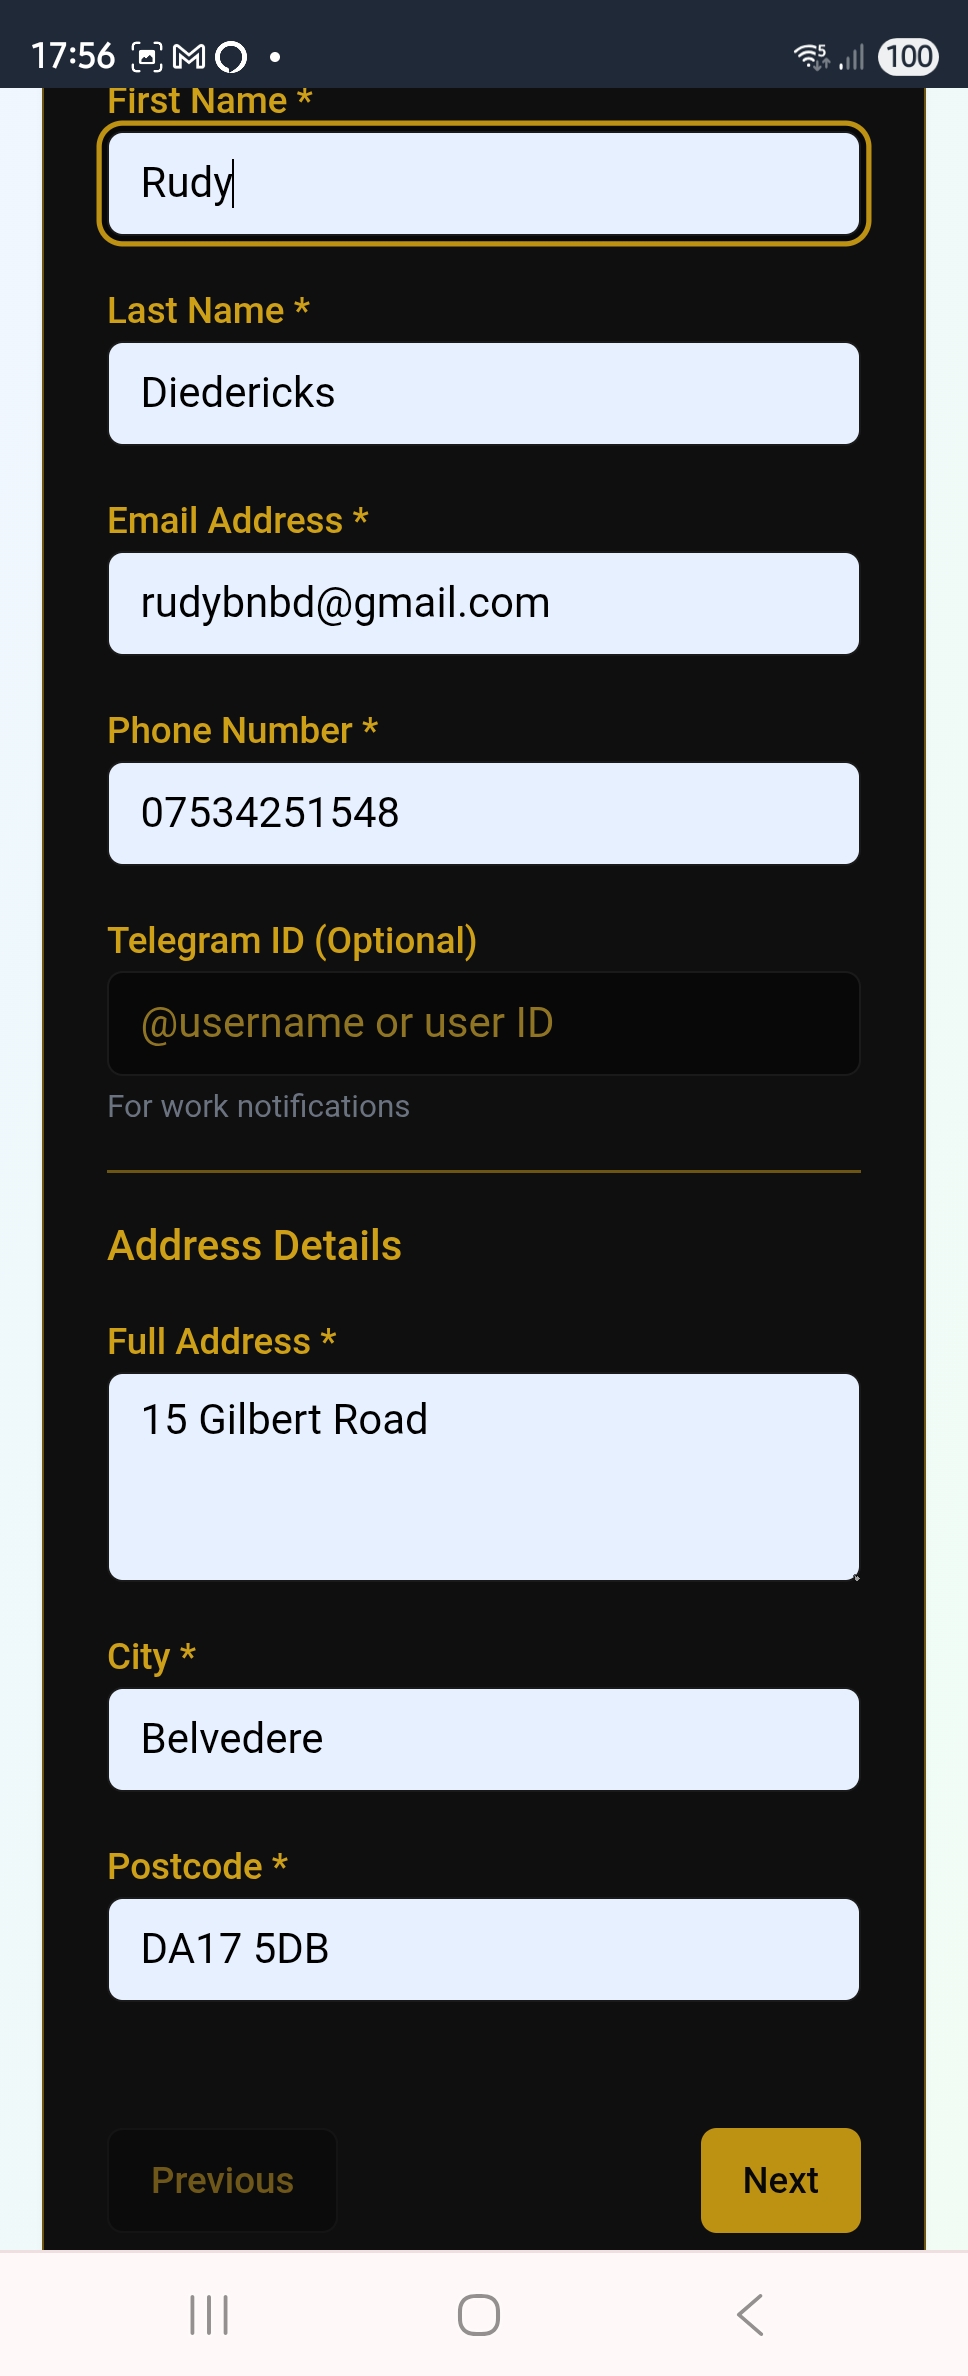 17:56
5
100
First Name *
Rudy
Last Name *
Diedericks
Email Address *
rudybnbd@gmail.com
Phone Number *
07534251548
Telegram ID (Optional)
@username or user ID
For work notifications
Address Details
Full Address *
15 Gilbert Road
City *
Belvedere
Postcode *
DA17 5DB
Previous
Next